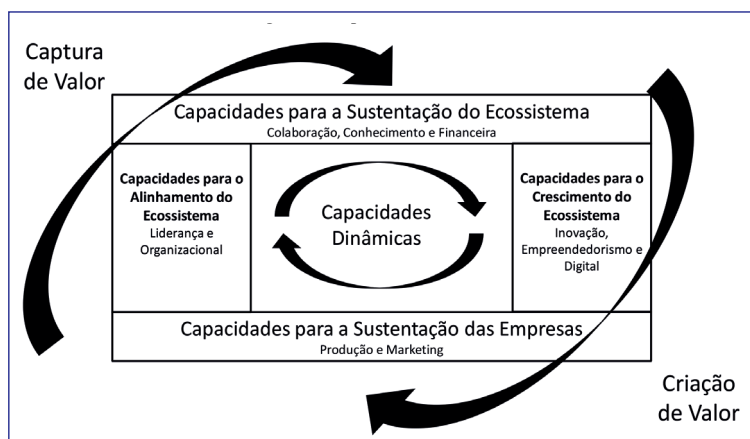 Captura
de Valor
Capacidades para a Sustentação do Ecossistema
Colaboração, Conhecimento e Financeira
Capacidades para o
Alinhamento do
Ecossistema
Liderança e
Organizacional
Capacidades
Dinâmicas
Capacidades para o
Crescimento do
Ecossistema
Inovação,
Empreendedorismo e
Digital
Capacidades para a Sustentação das Empresas
Produção e Marketing
Criação
de Valor